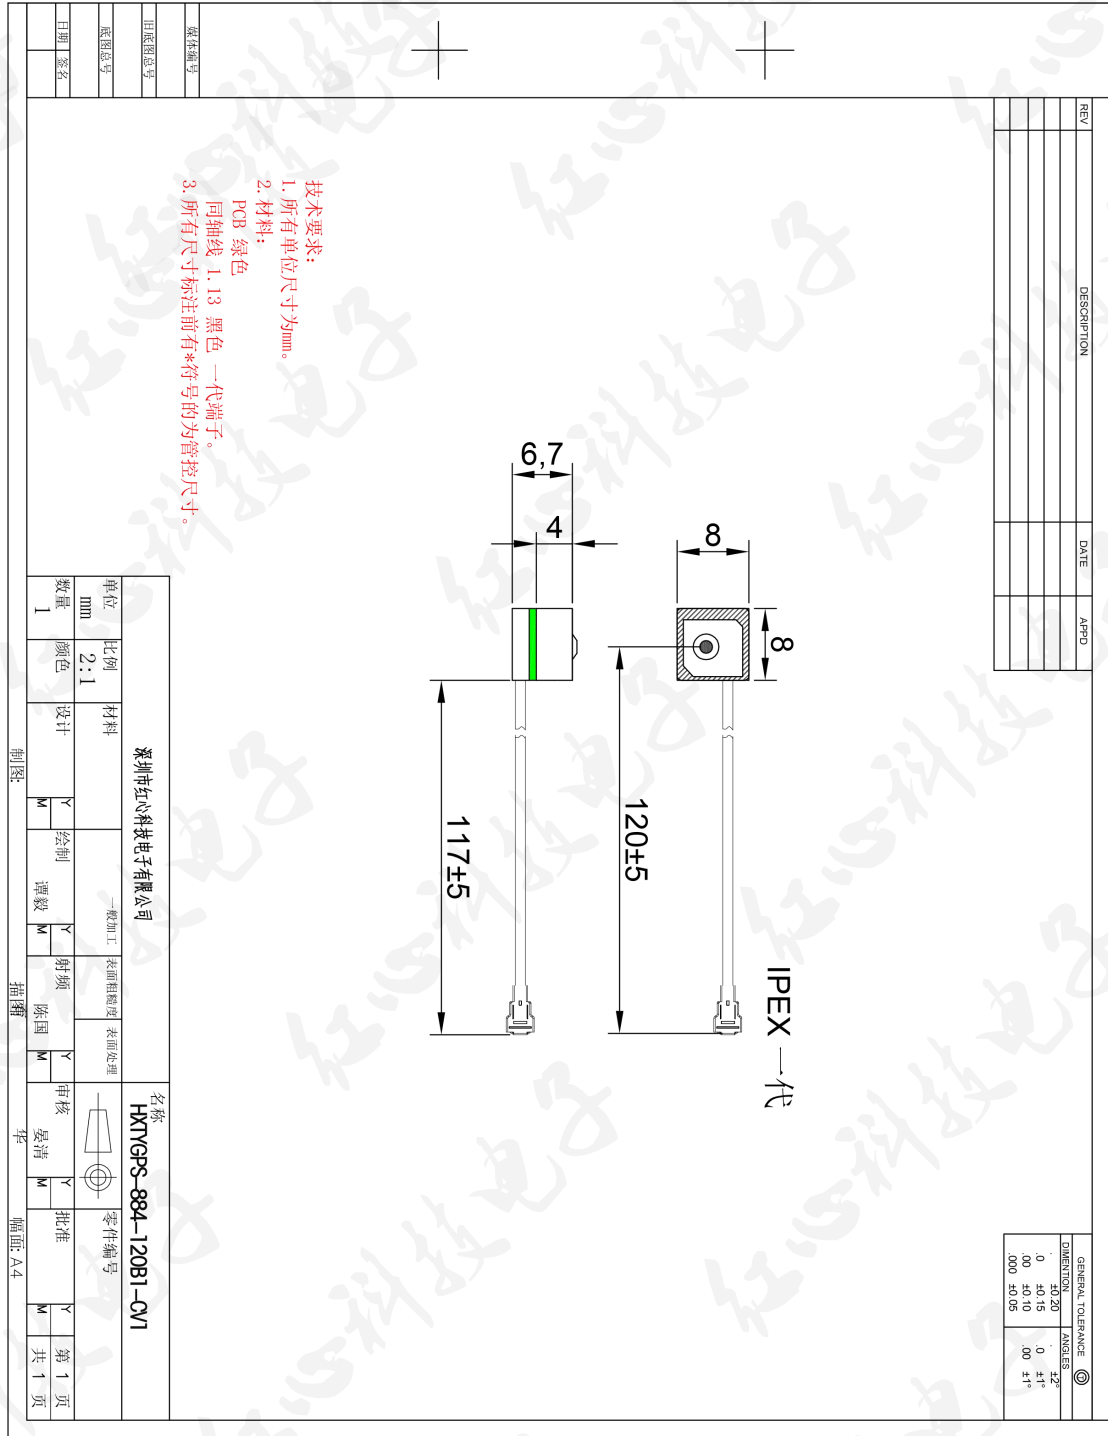 REV
DESCRIPTION
DATE
APPD
GENERAL TOLERANCE
DIMENTION
ANGLES
. ±0.20 . ±2°
.0 ±0.15 .0 ±1°
.00 ±0.10 .00 ±1°
.000 ±0.05
媒体编号
旧底图总号
底图总号
日期 签名
技术要求:
1.所有单位尺寸为mm。
2.材料:
PCB 绿色
同轴线 1.13 黑色 一代端子。
3.所有尺寸标注前有*符号的为管控尺寸。
8
8
120±5
IPEX 一代
6,7
4
117±5
深圳市红心科技电子有限公司
名称
HXTYGPS-884-120B1-CV1
单位
mm
比例
2:1
材料
一般加工
表面粗糙度
表面处理
零件编号
数量
1
颜色
设计
Y
M
绘制
谭毅
Y
M
射频
陈国
Y
M
审核
晏清
华
Y
M
批准
Y
M
第 1 页
共 1 页
制图:
描图:
幅面: A4
红心科技电子